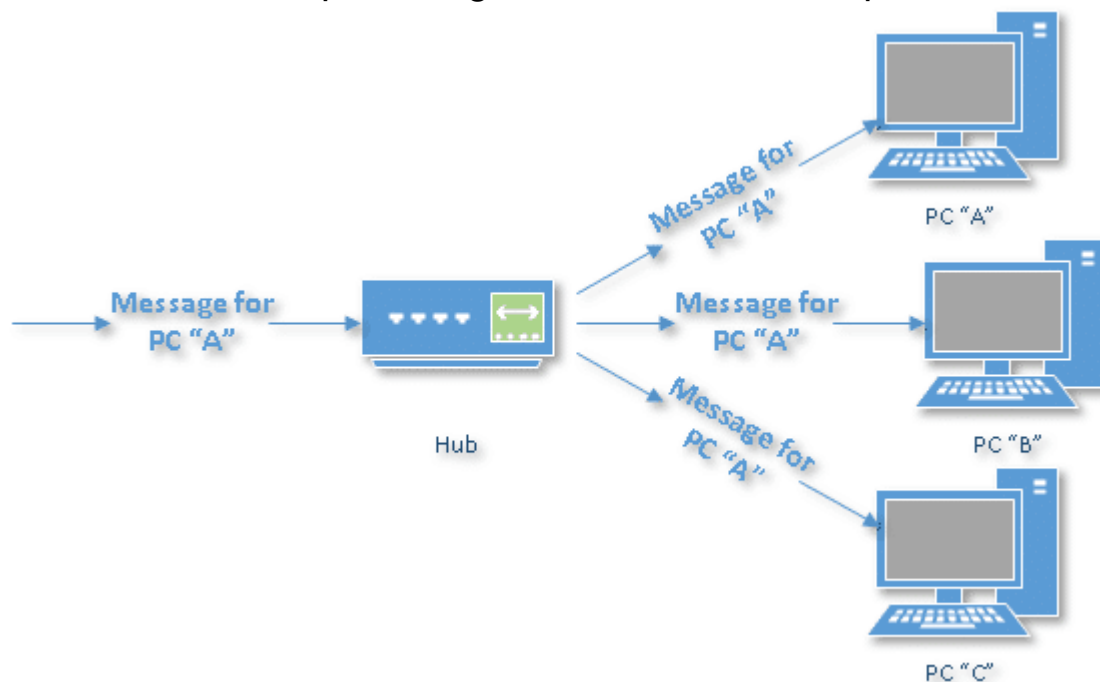 Message for
PC “A”
PC “A”
Message for
PC “A”
Hub
Message for
PC “A”
PC “B”
Message for
PC “A”
PC “C”